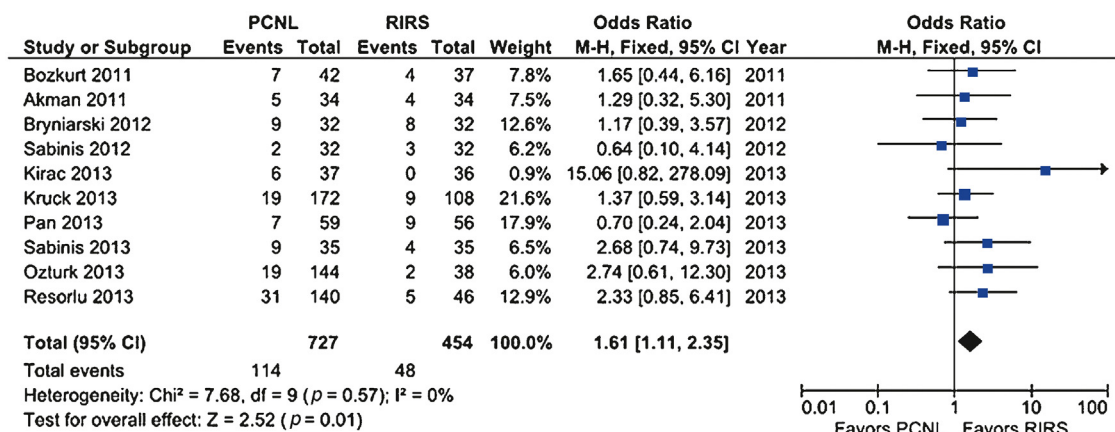 PCNL RIRS Odds Ratio Odds Ratio
Study or Subgroup Events Total Events Total Weight M-H, Fixed, 95% CI Year M-H, Fixed, 95% CI
Bozkurt 2011 7 42 4 37 7.8% 1.65 [0.44, 6.16] 2011
Akman 2011 5 34 4 34 7.5% 1.29 [0.32, 5.30] 2011
Bryniarski 2012 9 32 8 32 12.6% 1.17 [0.39, 3.57] 2012
Sabinis 2012 2 32 3 32 6.2% 0.64 [0.10, 4.14] 2012
Kirac 2013 6 37 0 36 0.9% 15.06 [0.82, 278.09] 2013
Kruck 2013 19 172 9 108 21.6% 1.37 [0.59, 3.14] 2013
Pan 2013 7 59 9 56 17.9% 0.70 [0.24, 2.04] 2013
Sabinis 2013 9 35 4 35 6.5% 2.68 [0.74, 9.73] 2013
Ozturk 2013 19 144 2 38 6.0% 2.74 [0.61, 12.30] 2013
Resorlu 2013 31 140 5 46 12.9% 2.33 [0.85, 6.41] 2013
Total (95% CI) 727 454 100.0% 1.61 [1.11, 2.35]
Total events 114 48
Heterogeneity: Chi² = 7.68, df = 9 (p = 0.57); I² = 0%
Test for overall effect: Z = 2.52 (p = 0.01)
0.01 0.1 1 10 100
Favors PCNL Favors RIRS